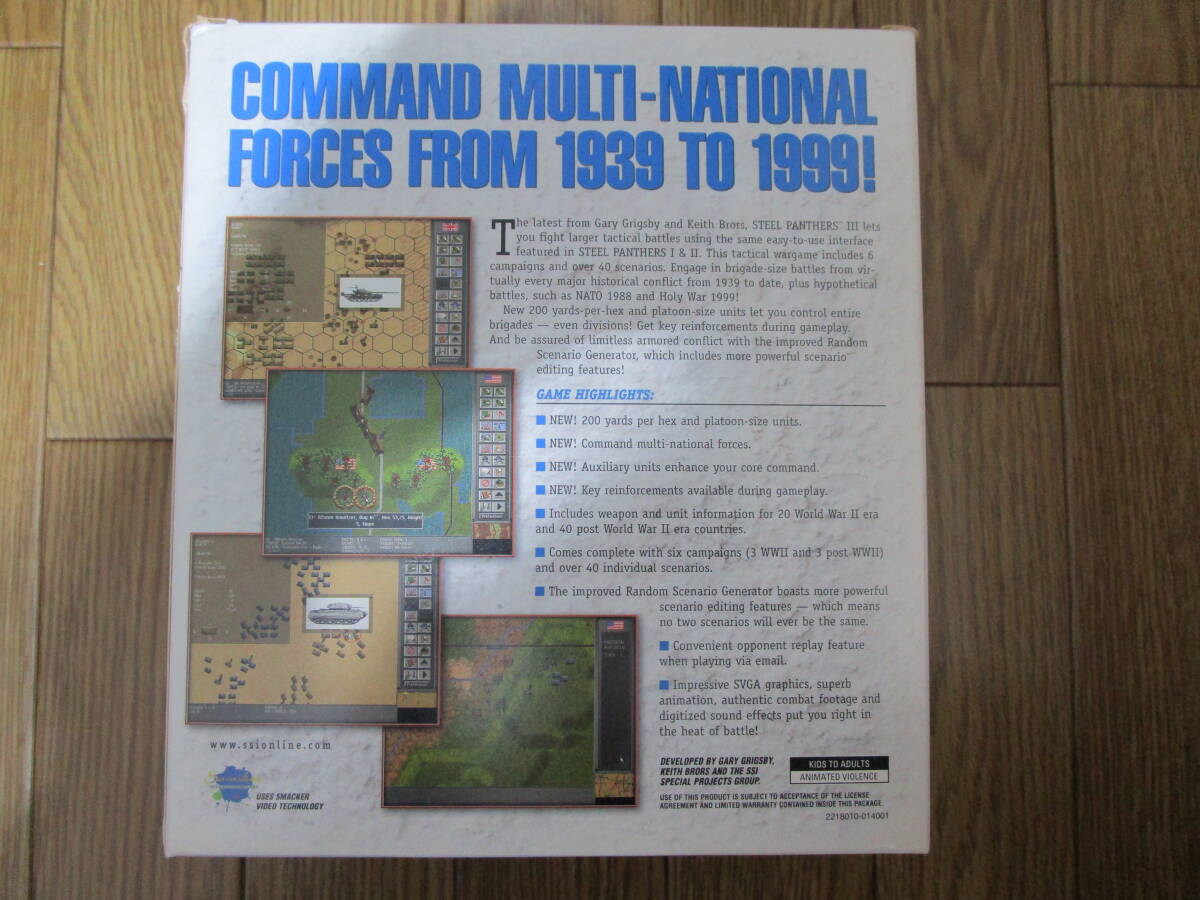 COMMAND MULTI-NATIONAL
FORCES FROM 1939 TO 1999!
The latest from Gary Grigsby and Keith Brors, STEEL PANTHERS™ III lets
you fight larger tactical battles using the same easy-to-use interface
featured in STEEL PANTHERS I & II. This tactical wargame includes 6
campaigns and over 40 scenarios. Engage in brigade-size battles from vir-
tually every major historical conflict from 1939 to date, plus hypothetical
battles, such as NATO 1988 and Holy War 1999!
New 200 yards-per-hex and platoon-size units let you control entire
brigades — even divisions! Get key reinforcements during gameplay.
And be assured of limitless armored conflict with the improved Random
Scenario Generator, which includes more powerful scenario
editing features!
GAME HIGHLIGHTS:
■ NEW! 200 yards per hex and platoon-size units.
■ NEW! Command multi-national forces.
■ NEW! Auxiliary units enhance your core command.
■ NEW! Key reinforcements available during gameplay.
■ Includes weapon and unit information for 20 World War II era
and 40 post World War II era countries.
■ Comes complete with six campaigns (3 WWII and 3 post WWII)
and over 40 individual scenarios.
■ The improved Random Scenario Generator boasts more powerful
scenario editing features — which means
no two scenarios will ever be the same.
■ Convenient opponent replay feature
when playing via email.
■ Impressive SVGA graphics, superb
animation, authentic combat footage and
digitized sound effects put you right in
the heat of battle!
www.ssionline.com
USES SMACKER
VIDEO TECHNOLOGY
DEVELOPED BY GARY GRIGSBY,
KEITH BRORS AND THE SSI
SPECIAL PROJECTS GROUP.
KIDS TO ADULTS
ANIMATED VIOLENCE
USE OF THIS PRODUCT IS SUBJECT TO ACCEPTANCE OF THE LICENSE
AGREEMENT AND LIMITED WARRANTY CONTAINED INSIDE THIS PACKAGE
2218010-014001